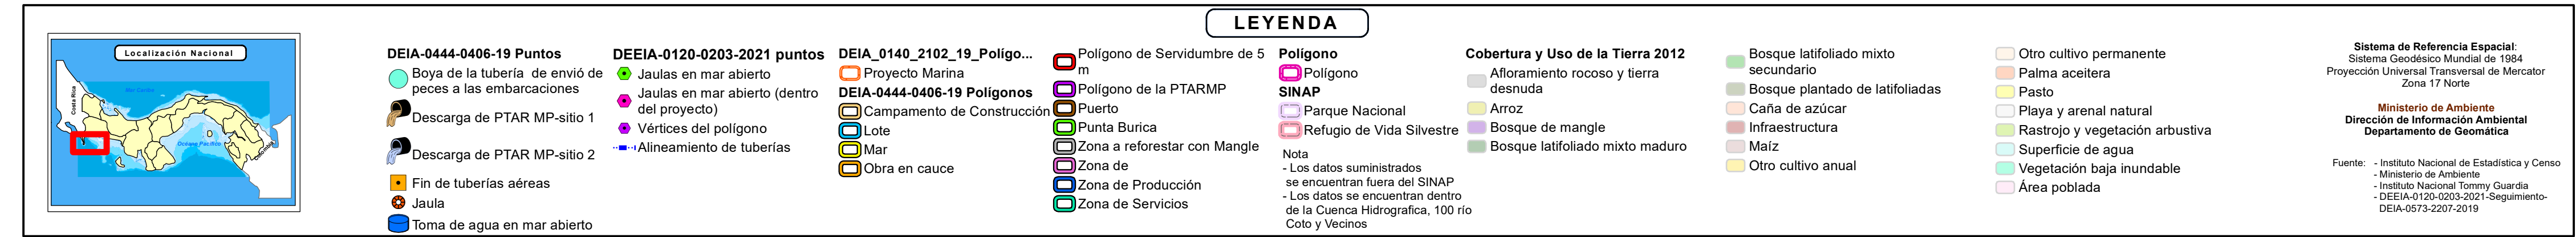 LEYENDA
Localización Nacional
Costa Rica
Mar Caribe
Océano Pacífico
Colombia
DEIA-0444-0406-19 Puntos
Boya de la tubería de envió de
peces a las embarcaciones
Descarga de PTAR MP-sitio 1
Descarga de PTAR MP-sitio 2
Fin de tuberías aéreas
Jaula
Toma de agua en mar abierto
DEEIA-0120-0203-2021 puntos
Jaulas en mar abierto
Jaulas en mar abierto (dentro
del proyecto)
Vértices del polígono
Alineamiento de tuberías
DEIA_0140_2102_19_Polígo...
Proyecto Marina
DEIA-0444-0406-19 Polígonos
Campamento de Construcción
Lote
Mar
Obra en cauce
Polígono de Servidumbre de 5
m
Polígono de la PTARMP
Puerto
Punta Burica
Zona a reforestar con Mangle
Zona de
Zona de Producción
Zona de Servicios
Polígono
Polígono
SINAP
Parque Nacional
Refugio de Vida Silvestre
Nota
- Los datos suministrados
se encuentran fuera del SINAP
- Los datos se encuentran dentro
de la Cuenca Hidrografica, 100 río
Coto y Vecinos
Cobertura y Uso de la Tierra 2012
Afloramiento rocoso y tierra
desnuda
Arroz
Bosque de mangle
Bosque latifoliado mixto maduro
Bosque latifoliado mixto
secundario
Bosque plantado de latifoliadas
Caña de azúcar
Infraestructura
Maíz
Otro cultivo anual
Otro cultivo permanente
Palma aceitera
Pasto
Playa y arenal natural
Rastrojo y vegetación arbustiva
Superficie de agua
Vegetación baja inundable
Área poblada
Sistema de Referencia Espacial:
Sistema Geodésico Mundial de 1984
Proyección Universal Transversal de Mercator
Zona 17 Norte
Ministerio de Ambiente
Dirección de Información Ambiental
Departamento de Geomática
Fuente: - Instituto Nacional de Estadística y Censo
- Ministerio de Ambiente
- Instituto Nacional Tommy Guardia
- DEEIA-0120-0203-2021-Seguimiento-
DEIA-0573-2207-2019